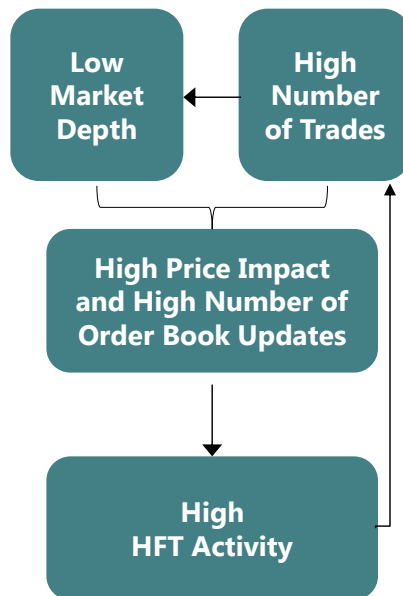 Low
Market
Depth
High
Number
of Trades
High Price Impact
and High Number of
Order Book Updates
High
HFT Activity